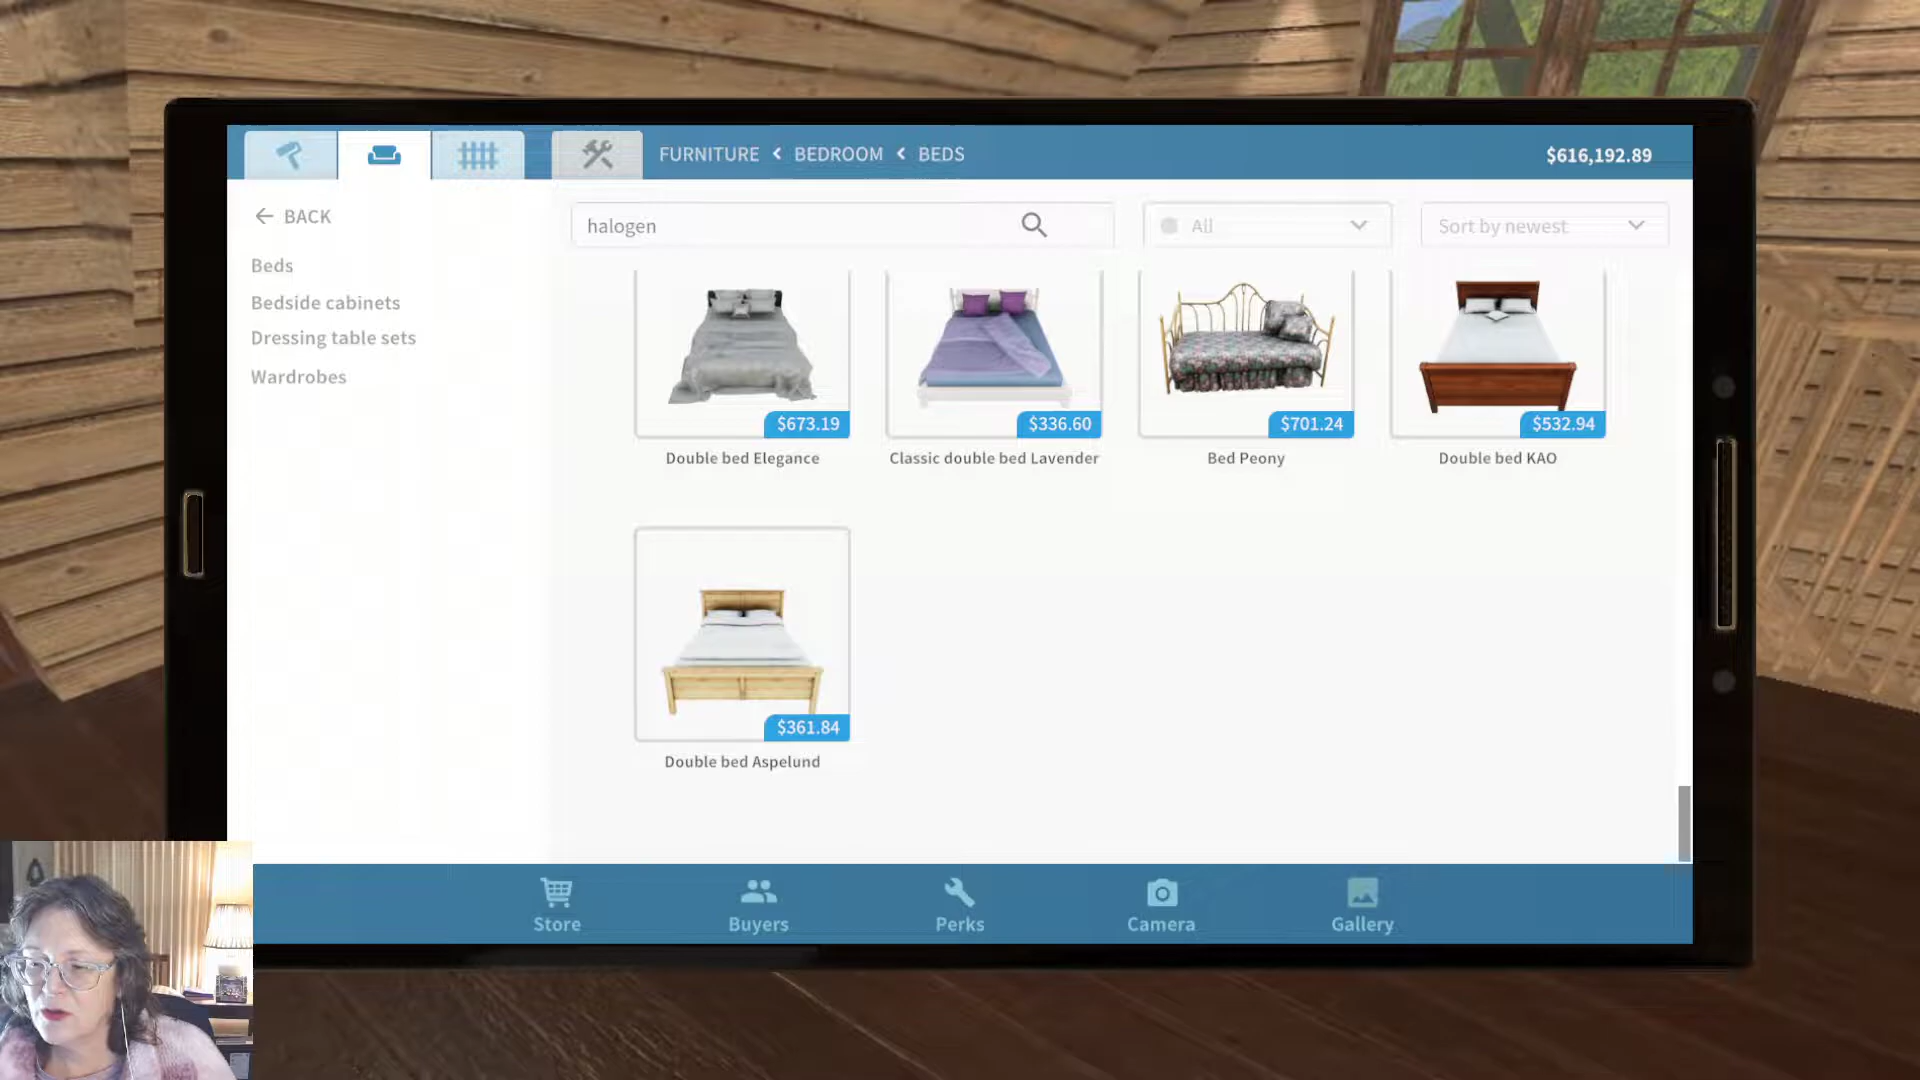 FURNITURE < BEDROOM < BEDS
$616,192.89
BACK
Beds
Bedside cabinets
Dressing table sets
Wardrobes
halogen
All
Sort by newest
$673.19
$336.60
$701.24
$532.94
Double bed Elegance
Classic double bed Lavender
Bed Peony
Double bed KAO
$361.84
Double bed Aspelund
Store
Buyers
Perks
Camera
Gallery